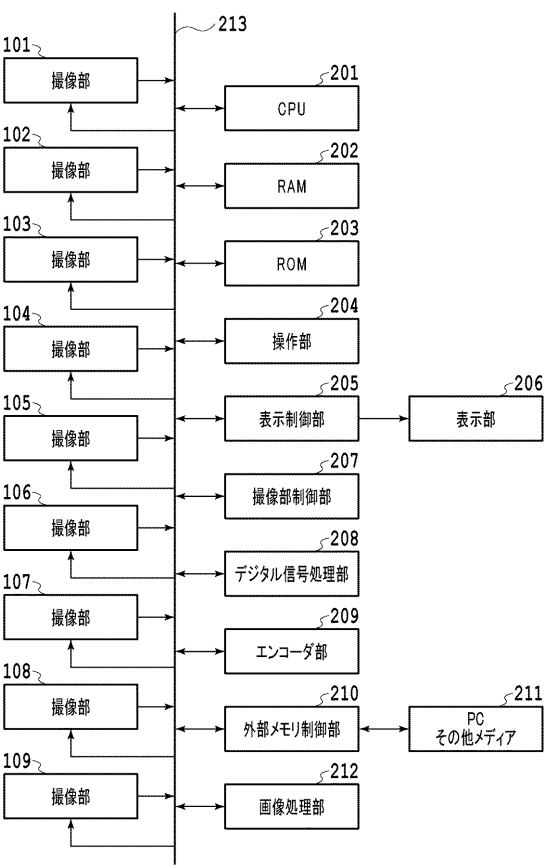 213
101
撮像部
201
CPU
102
撮像部
202
RAM
103
撮像部
203
ROM
104
撮像部
204
操作部
105
撮像部
205
表示制御部
206
表示部
106
撮像部
207
撮像部制御部
107
撮像部
208
デジタル信号処理部
108
撮像部
209
エンコーダ部
109
撮像部
210
外部メモリ制御部
211
PC
その他メディア
212
画像処理部